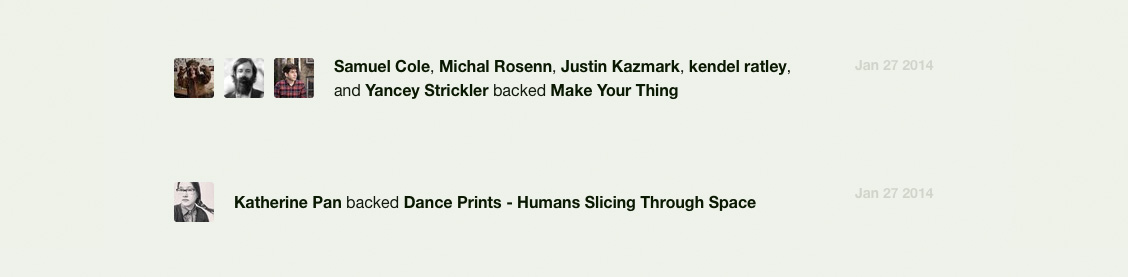 Samuel Cole, Michal Rosenn, Justin Kazmark, kendel ratley,
and Yancey Strickler backed Make Your Thing
Jan 27 2014
Katherine Pan backed Dance Prints - Humans Slicing Through Space
Jan 27 2014